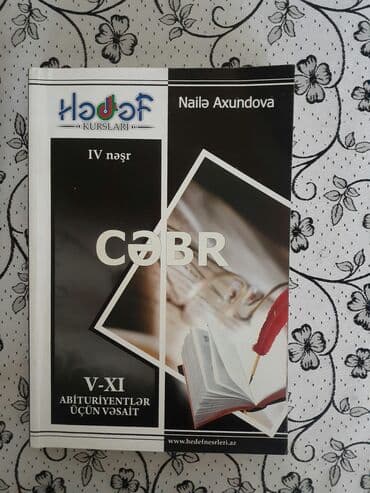 Hədəf
KURSLARI
Nailə Axundova
IV nəşr
CƏBR
V-XI
ABİTURİYENTLƏR
ÜÇÜN VƏSAİT
www.hedefnesrleri.az